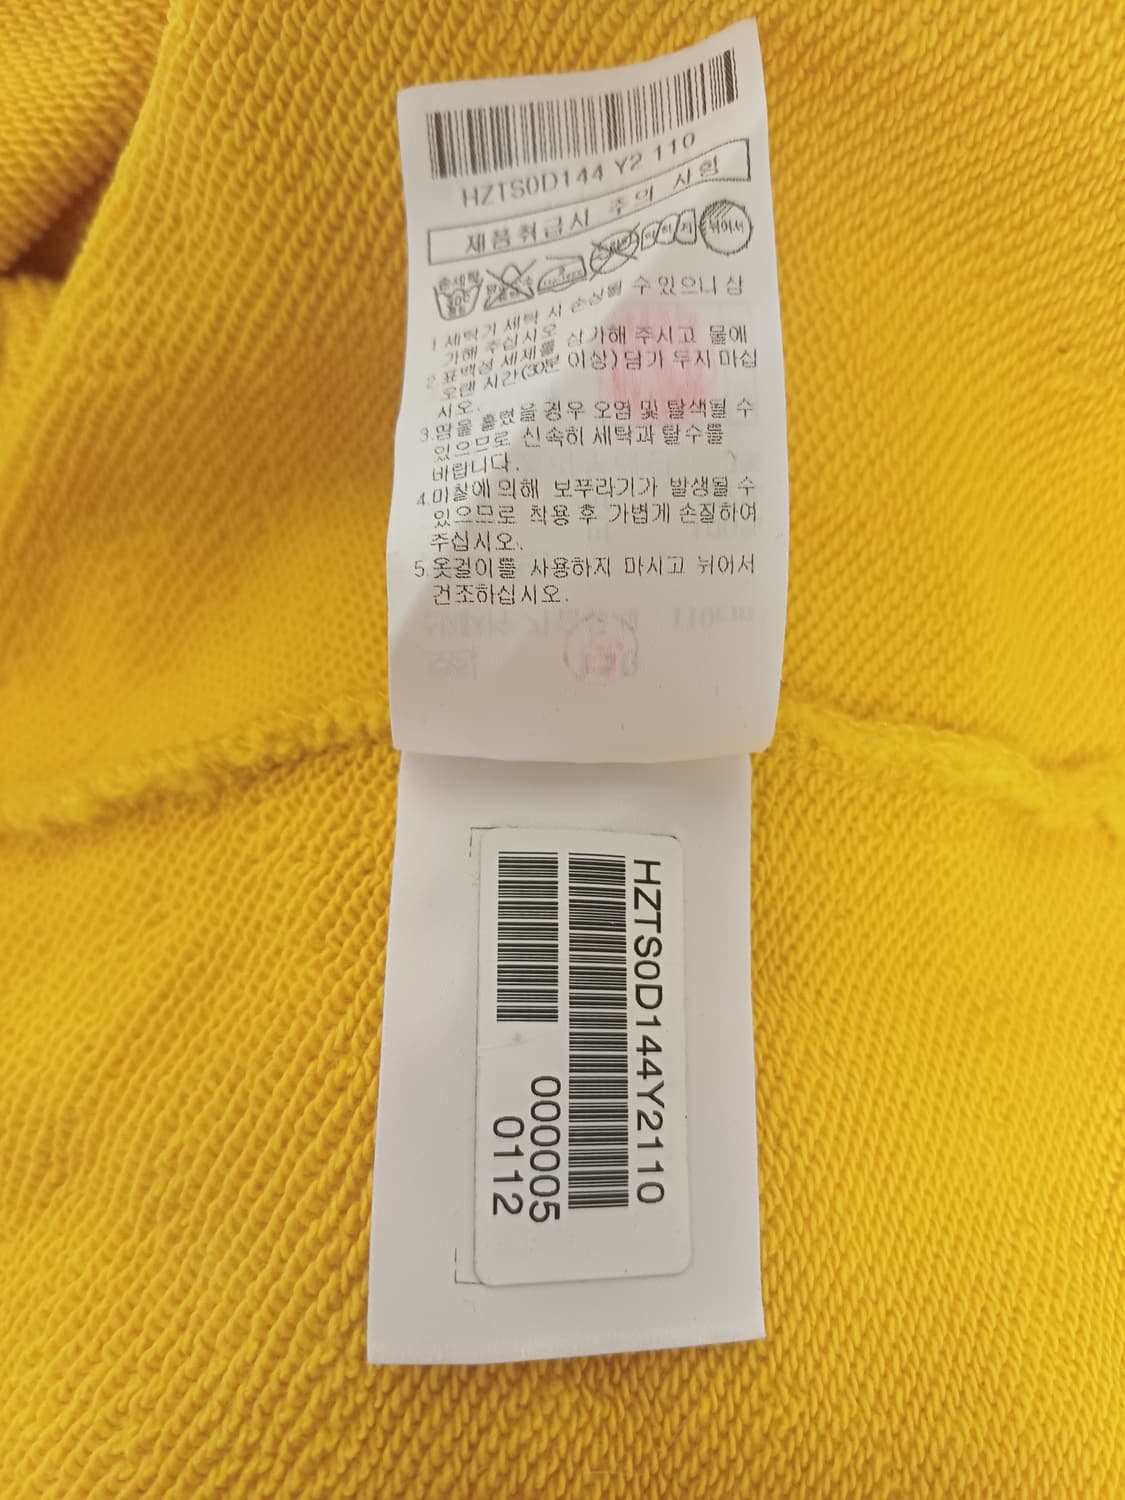 HZTS0D144 Y2 110
제품취급시 주의 사항
손세탁
뉘어서
1.세탁기 세탁 시 손상될 수 있으니 삼
가해 주십시오
2.표백성 세제를 삼가해 주시고 물에
오랜 시간(30분 이상)담가 두지 마십
시오.
3.땀을 흘렸을 경우 오염 및 탈색될 수
있으므로 신속히 세탁과 탈수를
바랍니다.
4.마찰에 의해 보푸라기가 발생될 수
있으므로 착용 후 가볍게 손질하여
주십시오.
5.옷걸이를 사용하지 마시고 뉘어서
건조하십시오.
HZTS0D144Y2110
000005
0112